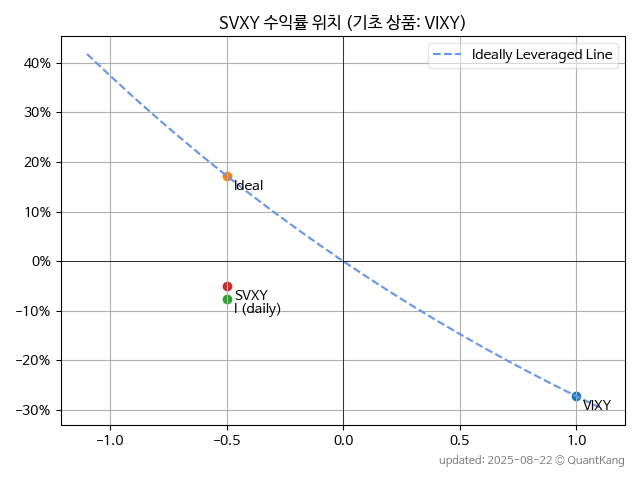 SVXY 수익률 위치 (기초 상품: VIXY)
Ideally Leveraged Line
40%
30%
20%
10%
0%
−10%
−20%
−30%
Ideal
SVXY
I (daily)
VIXY
−1.0
−0.5
0.0
0.5
1.0
updated: 2025-08-22 © QuantKang